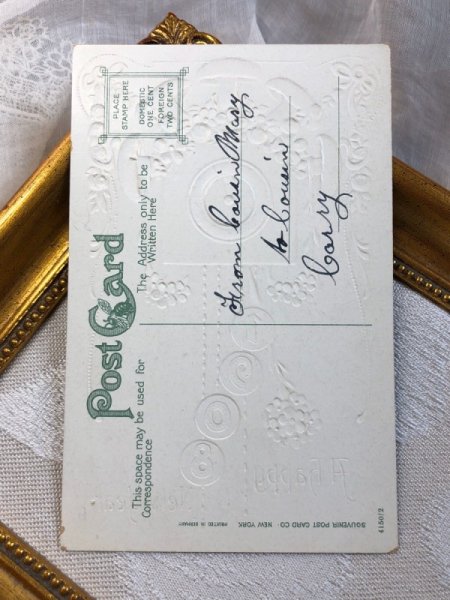 Post Card
This space may be used for
Correspondence
The Address only to be
Written Here
PLACE
STAMP HERE
DOMESTIC
ONE CENT
FOREIGN
TWO CENTS
From Cousin Mary
to Cousin
Carry
4150/2
SOUVENIR POST CARD CO. NEW YORK
PRINTED IN GERMANY